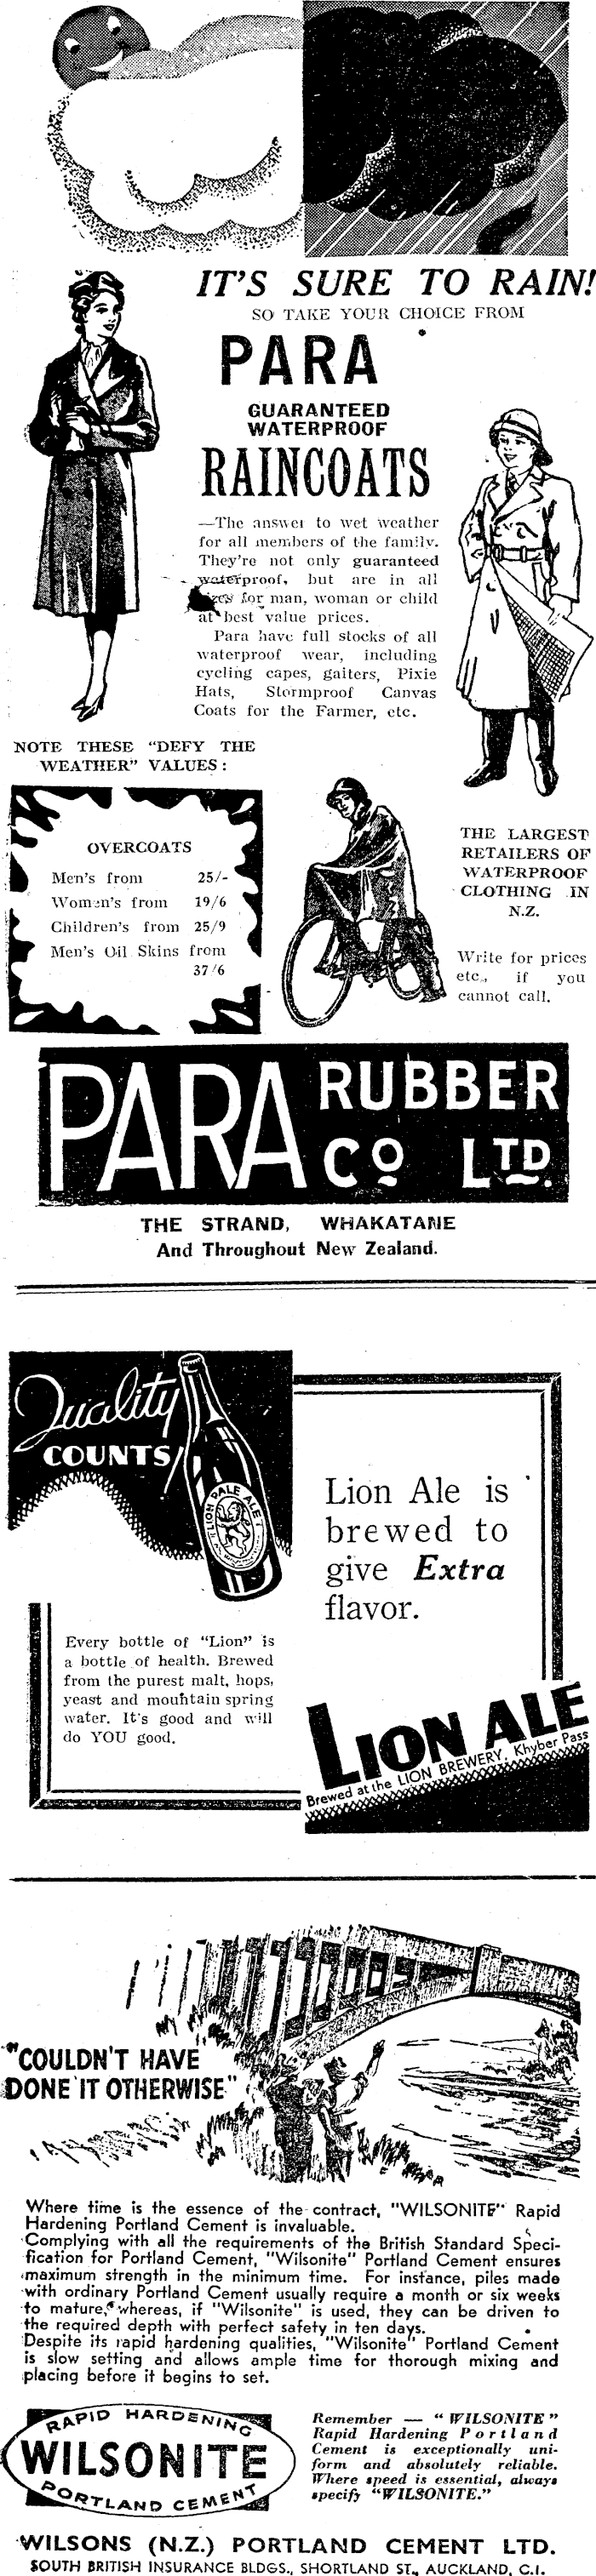 IT'S SURE TO RAIN!
SO TAKE YOUR CHOICE FROM
PARA
GUARANTEED
WATERPROOF
RAINCOATS
—The answer to wet weather
for all members of the family.
They're not only guaranteed
waterproof, but are in all
sizes for man, woman or child
at best value prices.
Para have full stocks of all
waterproof wear, including
cycling capes, gaiters, Pixie
Hats, Stormproof Canvas
Coats for the Farmer, etc.
NOTE THESE "DEFY THE
WEATHER" VALUES:
OVERCOATS
Men's from 25/-
Women's from 19/6
Children's from 25/9
Men's Oil Skins from
37/6
THE LARGEST
RETAILERS OF
WATERPROOF
CLOTHING IN
N.Z.
Write for prices
etc., if you
cannot call.
PARA RUBBER
CO LTD.
THE STRAND, WHAKATANE
And Throughout New Zealand.
Quality
COUNTS
LION PALE ALE
Lion Ale is
brewed to
give Extra
flavor.
Every bottle of "Lion" is
a bottle of health. Brewed
from the purest malt, hops,
yeast and mountain spring
water. It's good and will
do YOU good.
LION ALE
Brewed at the LION BREWERY, Khyber Pass
"COULDN'T HAVE
DONE IT OTHERWISE"
Where time is the essence of the contract, "WILSONITE" Rapid
Hardening Portland Cement is invaluable.
Complying with all the requirements of the British Standard Speci-
fication for Portland Cement, "Wilsonite" Portland Cement ensures
maximum strength in the minimum time. For instance, piles made
with ordinary Portland Cement usually require a month or six weeks
to mature, whereas, if "Wilsonite" is used, they can be driven to
the required depth with perfect safety in ten days.
Despite its rapid hardening qualities, "Wilsonite" Portland Cement
is slow setting and allows ample time for thorough mixing and
placing before it begins to set.
RAPID HARDENING
WILSONITE
PORTLAND CEMENT
Remember — "WILSONITE"
Rapid Hardening Portland
Cement is exceptionally uni-
form and absolutely reliable.
Where speed is essential, always
specify "WILSONITE."
WILSONS (N.Z.) PORTLAND CEMENT LTD.
SOUTH BRITISH INSURANCE BLDGS., SHORTLAND ST., AUCKLAND, C.I.